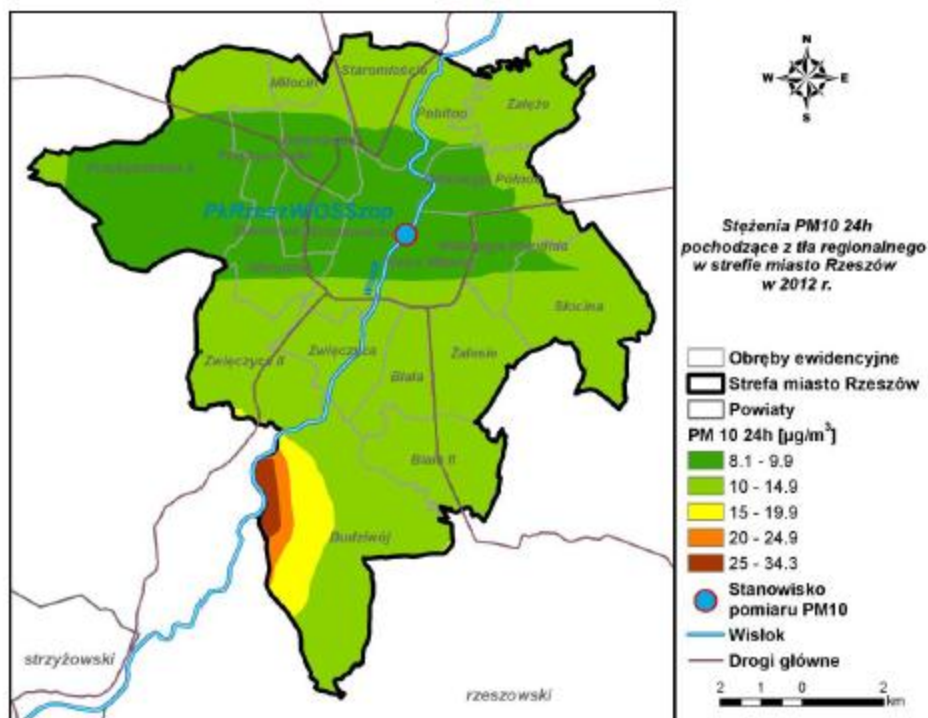 Staromieście
Miłocin
Zalęże
Pobitno
PkRzeszWOSSzop
Słocina
Zwięczyca II
Zwięczyca
Zalesie
Biała
Biała II
Budziwój
strzyżowski
rzeszowski
N
W E
S
Stężenia PM10 24h
pochodzące z tła regionalnego
w strefie miasto Rzeszów
w 2012 r.
Obręby ewidencyjne
Strefa miasto Rzeszów
Powiaty
PM 10 24h [µg/m³]
8.1 - 9.9
10 - 14.9
15 - 19.9
20 - 24.9
25 - 34.3
Stanowisko
pomiaru PM10
Wisłok
Drogi główne
2 1 0 2
km